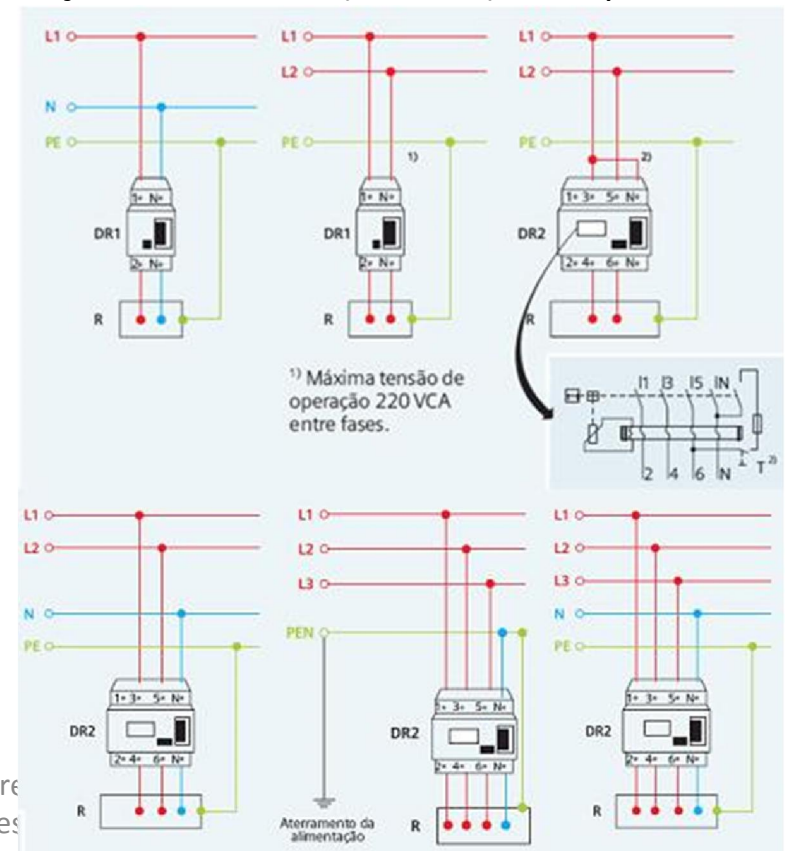 L1
N
PE
1• N•
DR1
2• N•
R
L1
L2
PE
1)
1• N•
DR1
2• N•
R
1) Máxima tensão de
operação 220 VCA
entre fases.
L1
L2
PE
2)
1• 3• 5• N•
DR2
2• 4• 6• N•
R
I1 I3 I5 IN
2 4 6 N T 2)
L1
L2
N
PE
1• 3• 5• N•
DR2
2• 4• 6• N•
R
L1
L2
L3
PEN
1• 3• 5• N•
DR2
2• 4• 6• N•
Aterramento da
alimentação
R
L1
L2
L3
N
PE
1• 3• 5• N•
DR2
2• 4• 6• N•
R